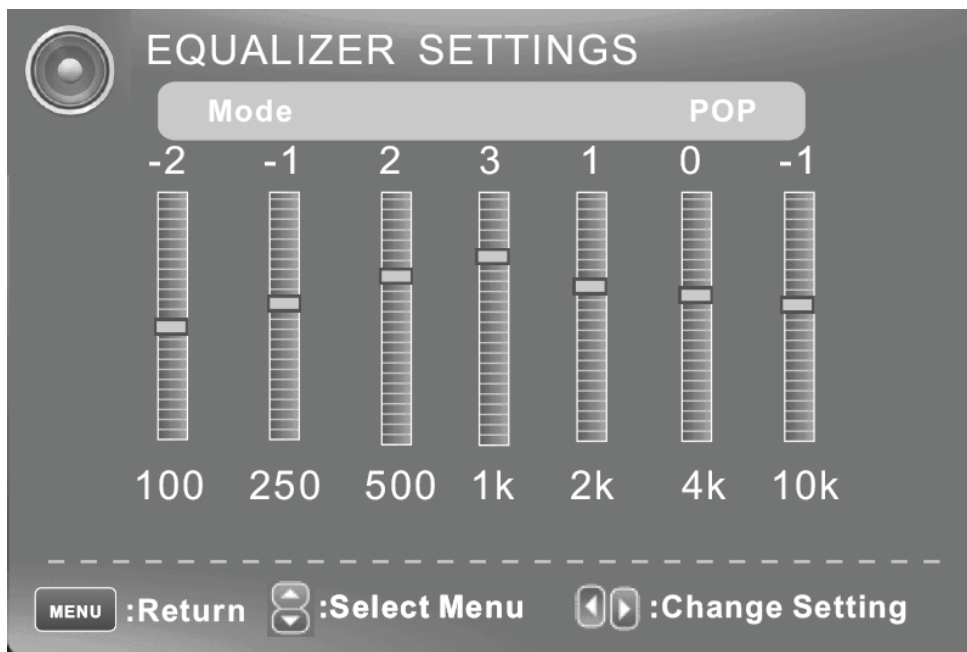 EQUALIZER SETTINGS
Mode POP
-2 -1 2 3 1 0 -1
100 250 500 1k 2k 4k 10k
MENU :Return :Select Menu :Change Setting